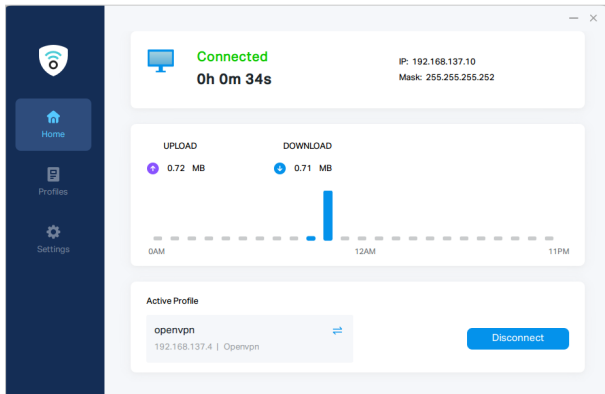 Connected
0h 0m 34s
IP: 192.168.137.10
Mask: 255.255.255.252
Home
Profiles
Settings
UPLOAD DOWNLOAD
0.72 MB 0.71 MB
0AM 12AM 11PM
Active Profile
openvpn
192.168.137.4 | Openvpn
Disconnect